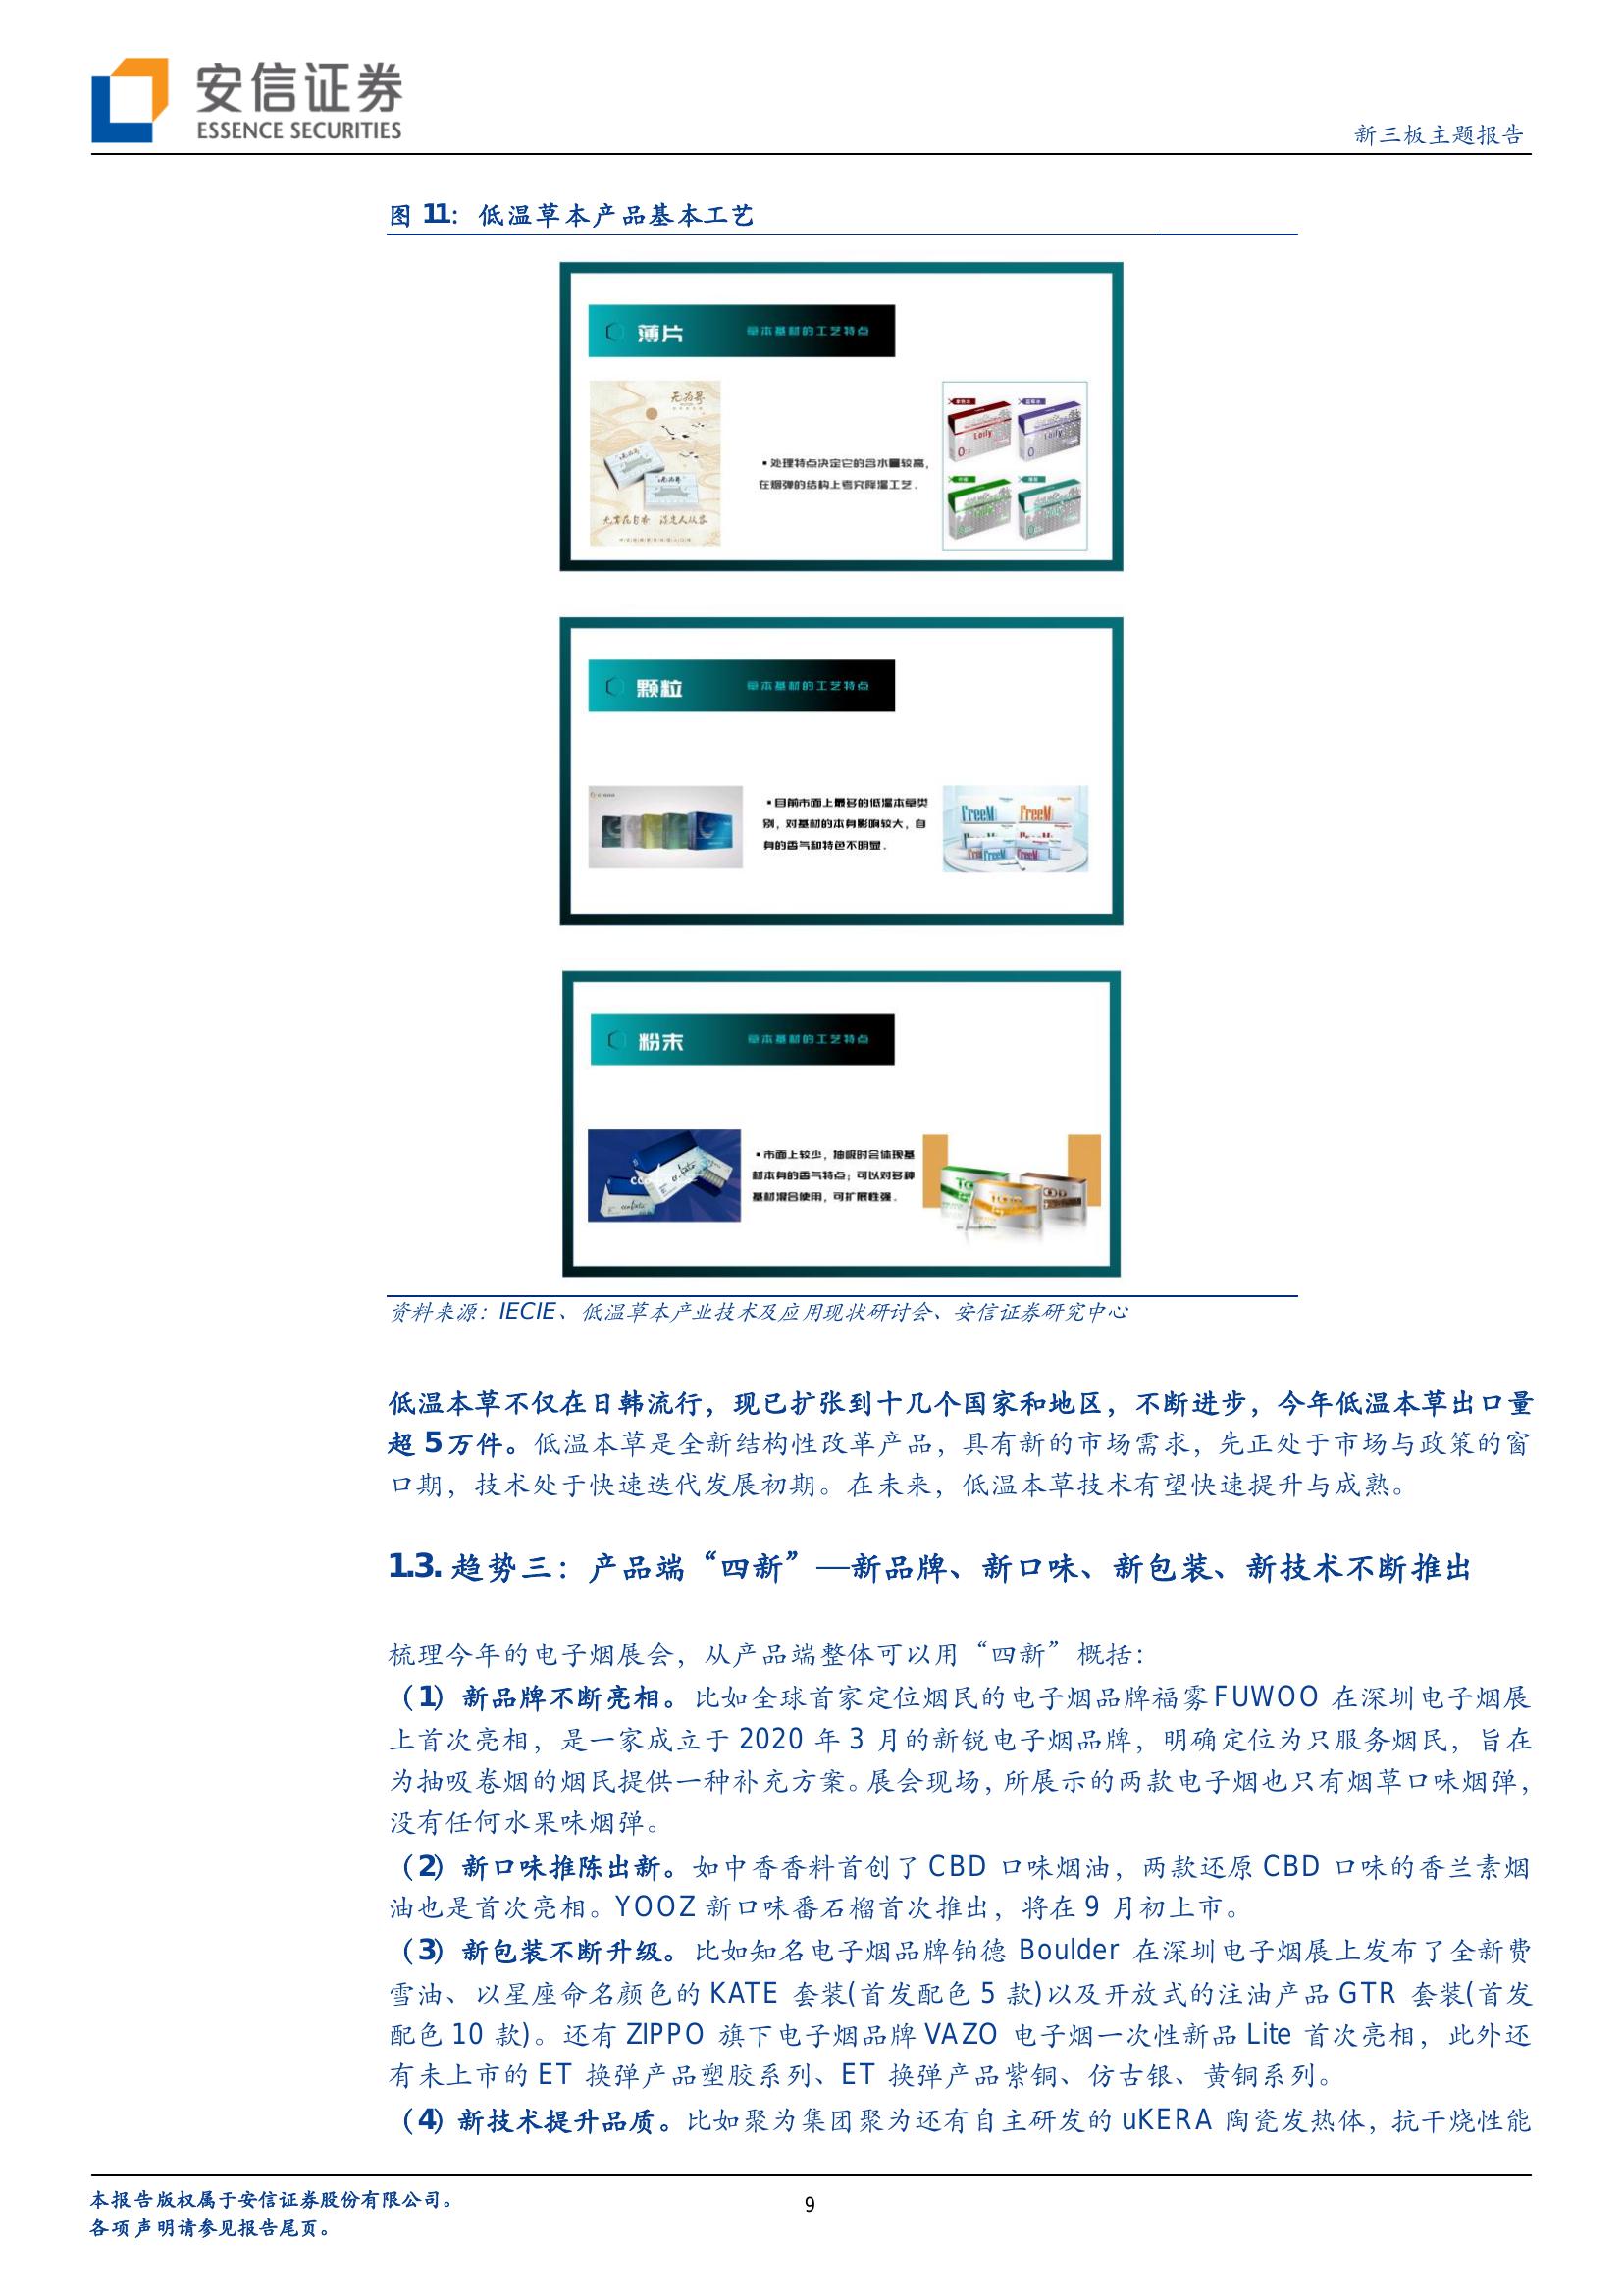 安信证券
ESSENCE SECURITIES
新三板主题报告
图 11：低温草本产品基本工艺
薄片
草本基材的工艺特点
▪处理特点决定它的含水量较高，
在烟弹的结构上考究降温工艺.
Loily
颗粒
草本基材的工艺特点
▪目前市面上最多的低温本草类
别，对基材的本身影响较大，自
身的香气和特色不明显.
FreeM
FreeM
粉末
草本基材的工艺特点
▪市面上较少，抽吸时会体现基
材本身的香气特点；可以对多种
基材混合使用，可扩展性强.
资料来源：IECIE、低温草本产业技术及应用现状研讨会、安信证券研究中心
低温本草不仅在日韩流行，现已扩张到十几个国家和地区，不断进步，今年低温本草出口量
超 5 万件。低温本草是全新结构性改革产品，具有新的市场需求，先正处于市场与政策的窗
口期，技术处于快速迭代发展初期。在未来，低温本草技术有望快速提升与成熟。
1.3. 趋势三：产品端“四新”—新品牌、新口味、新包装、新技术不断推出
梳理今年的电子烟展会，从产品端整体可以用“四新”概括：
（1）新品牌不断亮相。比如全球首家定位烟民的电子烟品牌福雾 FUWOO 在深圳电子烟展
上首次亮相，是一家成立于 2020 年 3 月的新锐电子烟品牌，明确定位为只服务烟民，旨在
为抽吸卷烟的烟民提供一种补充方案。展会现场，所展示的两款电子烟也只有烟草口味烟弹，
没有任何水果味烟弹。
（2）新口味推陈出新。如中香香料首创了 CBD 口味烟油，两款还原 CBD 口味的香兰素烟
油也是首次亮相。YOOZ 新口味番石榴首次推出，将在 9 月初上市。
（3）新包装不断升级。比如知名电子烟品牌铂德 Boulder 在深圳电子烟展上发布了全新费
雪油、以星座命名颜色的 KATE 套装(首发配色 5 款)以及开放式的注油产品 GTR 套装(首发
配色 10 款)。还有 ZIPPO 旗下电子烟品牌 VAZO 电子烟一次性新品 Lite 首次亮相，此外还
有未上市的 ET 换弹产品塑胶系列、ET 换弹产品紫铜、仿古银、黄铜系列。
（4）新技术提升品质。比如聚为集团聚为还有自主研发的 uKERA 陶瓷发热体，抗干烧性能
本报告版权属于安信证券股份有限公司。
各项声明请参见报告尾页。
9